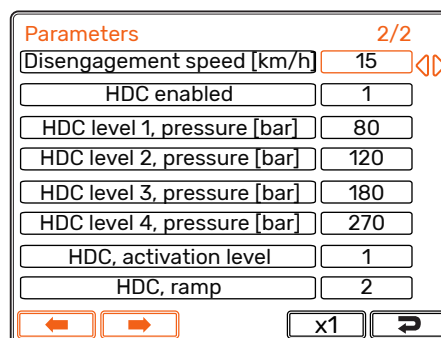 Parameters 2/2
Disengagement speed [km/h] 15
HDC enabled 1
HDC level 1, pressure [bar] 80
HDC level 2, pressure [bar] 120
HDC level 3, pressure [bar] 180
HDC level 4, pressure [bar] 270
HDC, activation level 1
HDC, ramp 2
x1